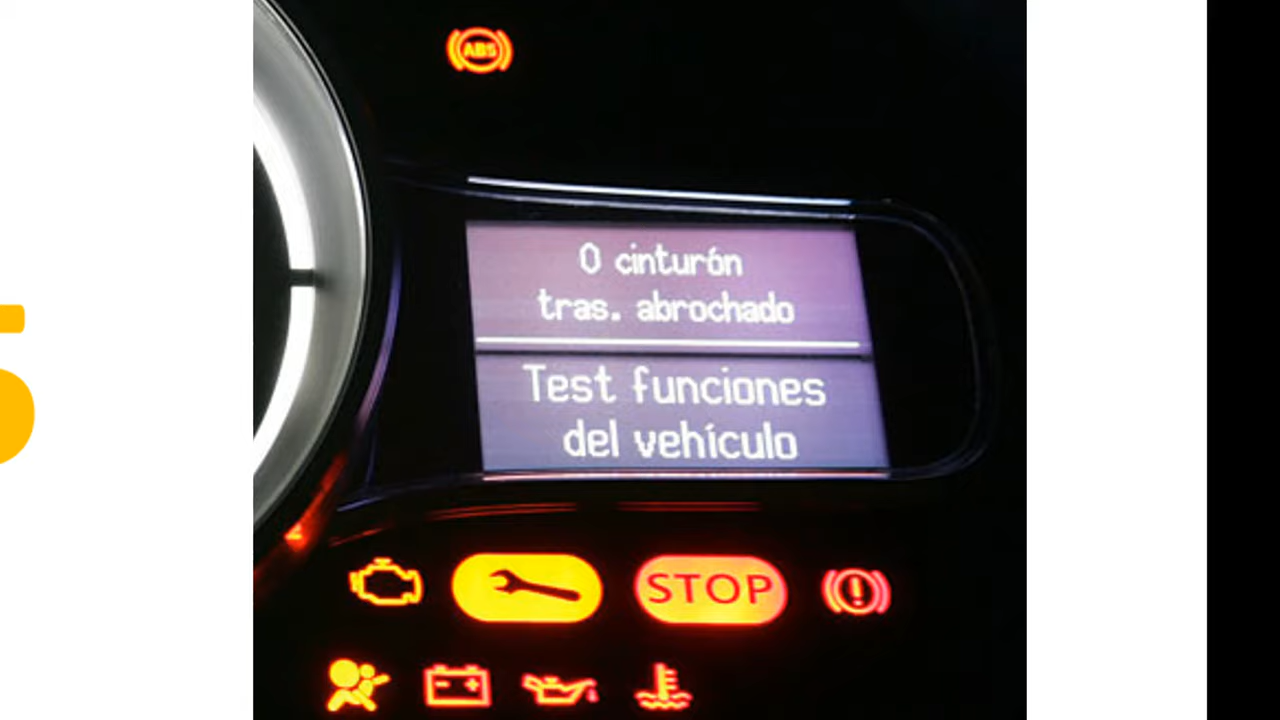 ABS
0 cinturón
tras. abrochado
Test funciones
del vehículo
STOP